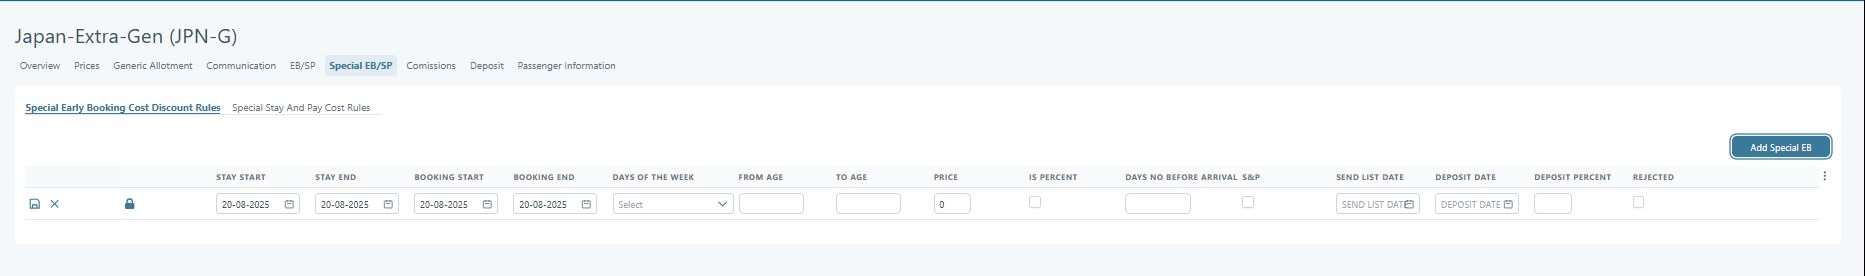 Japan-Extra-Gen (JPN-G)
Overview Prices Generic Allotment Communication EB/SP Special EB/SP Comissions Deposit Passenger Information
Special Early Booking Cost Discount Rules Special Stay And Pay Cost Rules
Add Special EB
STAY START STAY END BOOKING START BOOKING END DAYS OF THE WEEK FROM AGE TO AGE PRICE IS PERCENT DAYS NO BEFORE ARRIVAL S&P SEND LIST DATE DEPOSIT DATE DEPOSIT PERCENT REJECTED
20-08-2025 20-08-2025 20-08-2025 20-08-2025 Select 0 SEND LIST DATE DEPOSIT DATE